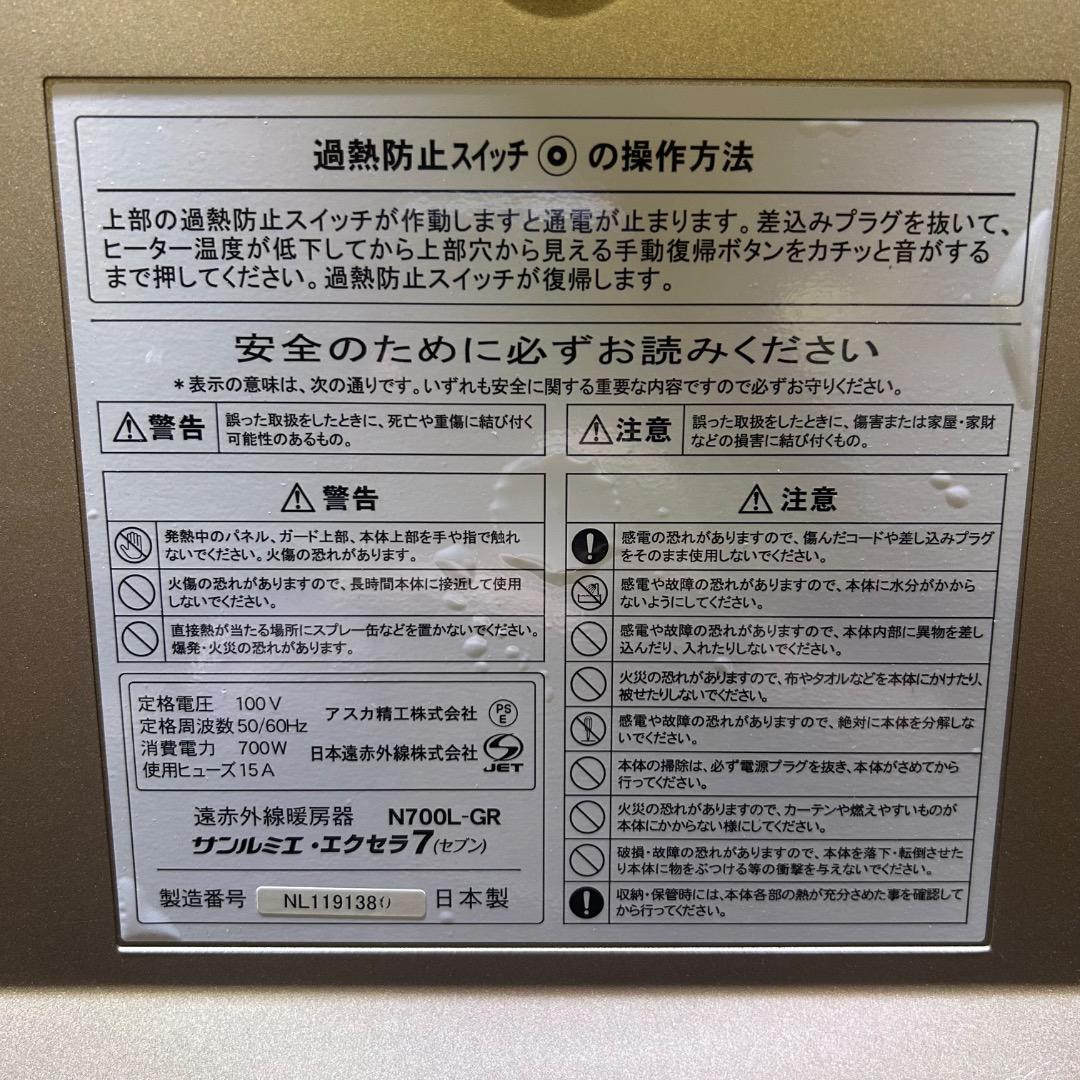 過熱防止スイッチ の操作方法
上部の過熱防止スイッチが作動しますと通電が止まります。差込みプラグを抜いて、
ヒーター温度が低下してから上部穴から見える手動復帰ボタンをカチッと音がする
まで押してください。過熱防止スイッチが復帰します。
安全のために必ずお読みください
*表示の意味は、次の通りです。いずれも安全に関する重要な内容ですので必ずお守りください。
警告
誤った取扱をしたときに、死亡や重傷に結び付く
可能性のあるもの。
注意
誤った取扱をしたときに、傷害または家屋・家財
などの損害に結び付くもの。
警告
発熱中のパネル、ガード上部、本体上部を手や指で触れ
ないでください。火傷の恐れがあります。
火傷の恐れがありますので、長時間本体に接近して使用
しないでください。
直接熱が当たる場所にスプレー缶などを置かないでください。
爆発・火災の恐れがあります。
定格電圧 100V
定格周波数 50/60Hz
消費電力 700W
使用ヒューズ 15A
アスカ精工株式会社
PS
E
日本遠赤外線株式会社
JET
遠赤外線暖房器 N700L-GR
サンルミエ・エクセラ7(セブン)
製造番号 NL1191380 日本製
注意
感電の恐れがありますので、傷んだコードや差し込みプラグ
をそのまま使用しないでください。
感電や故障の恐れがありますので、本体に水分がかから
ないようにしてください。
感電や故障の恐れがありますので、本体内部に異物を差し
込んだり、入れたりしないでください。
火災の恐れがありますので、布やタオルなどを本体にかけたり、
被せたりしないでください。
感電や故障の恐れがありますので、絶対に本体を分解しな
いでください。
本体の掃除は、必ず電源プラグを抜き、本体がさめてから
行ってください。
火災の恐れがありますので、カーテンや燃えやすいものが
本体にかからない様にしてください。
破損・故障の恐れがありますので、本体を落下・転倒させた
り本体に物をぶつける等の衝撃を与えないでください。
収納・保管時には、本体各部の熱が充分さめた事を確認して
から行ってください。